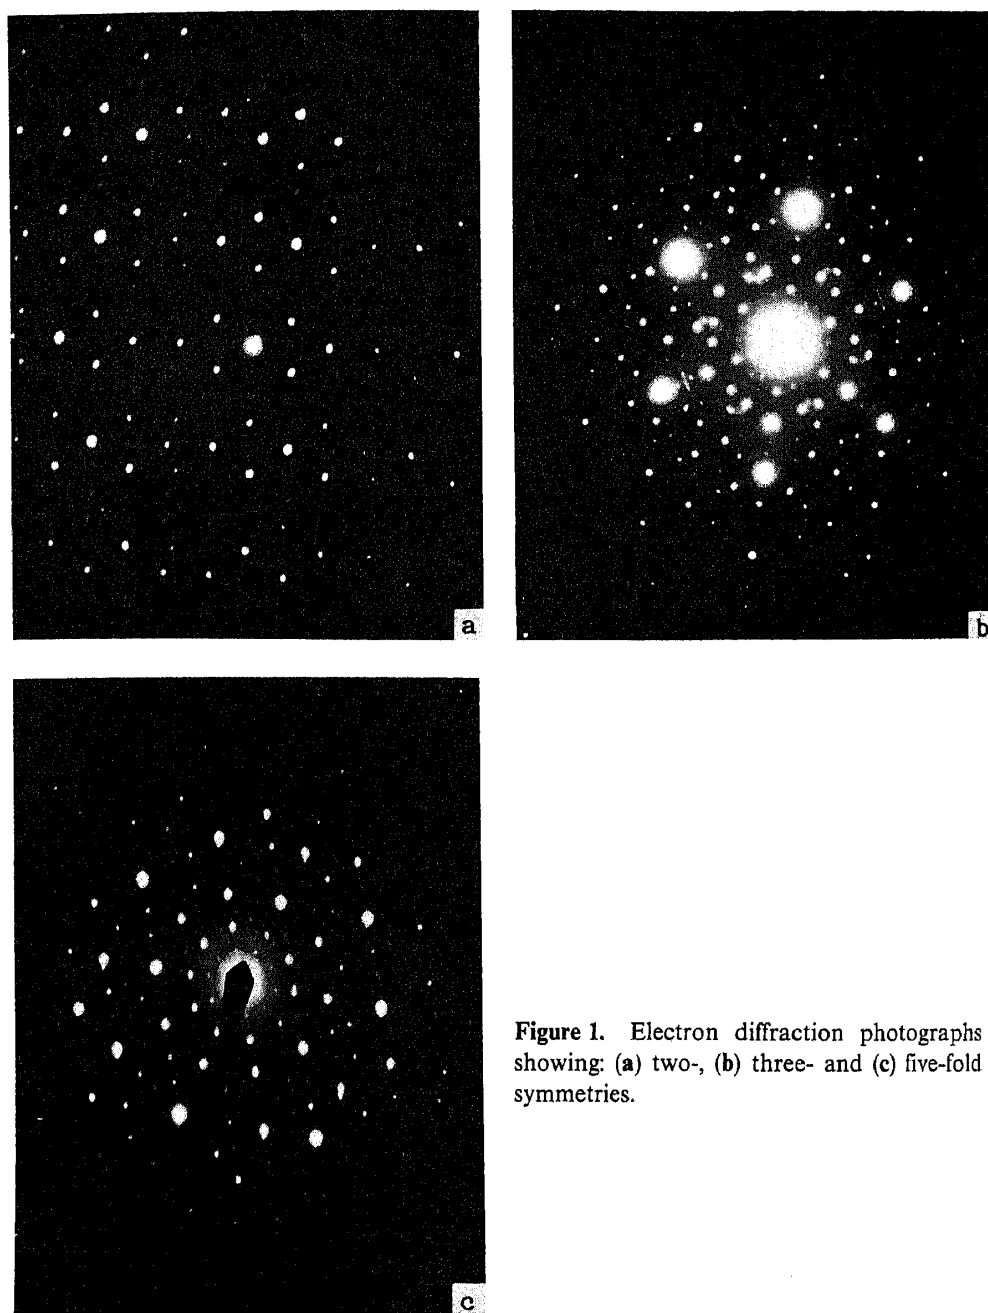 a
b
c
Figure 1. Electron diffraction photographs
showing: (a) two-, (b) three- and (c) five-fold
symmetries.